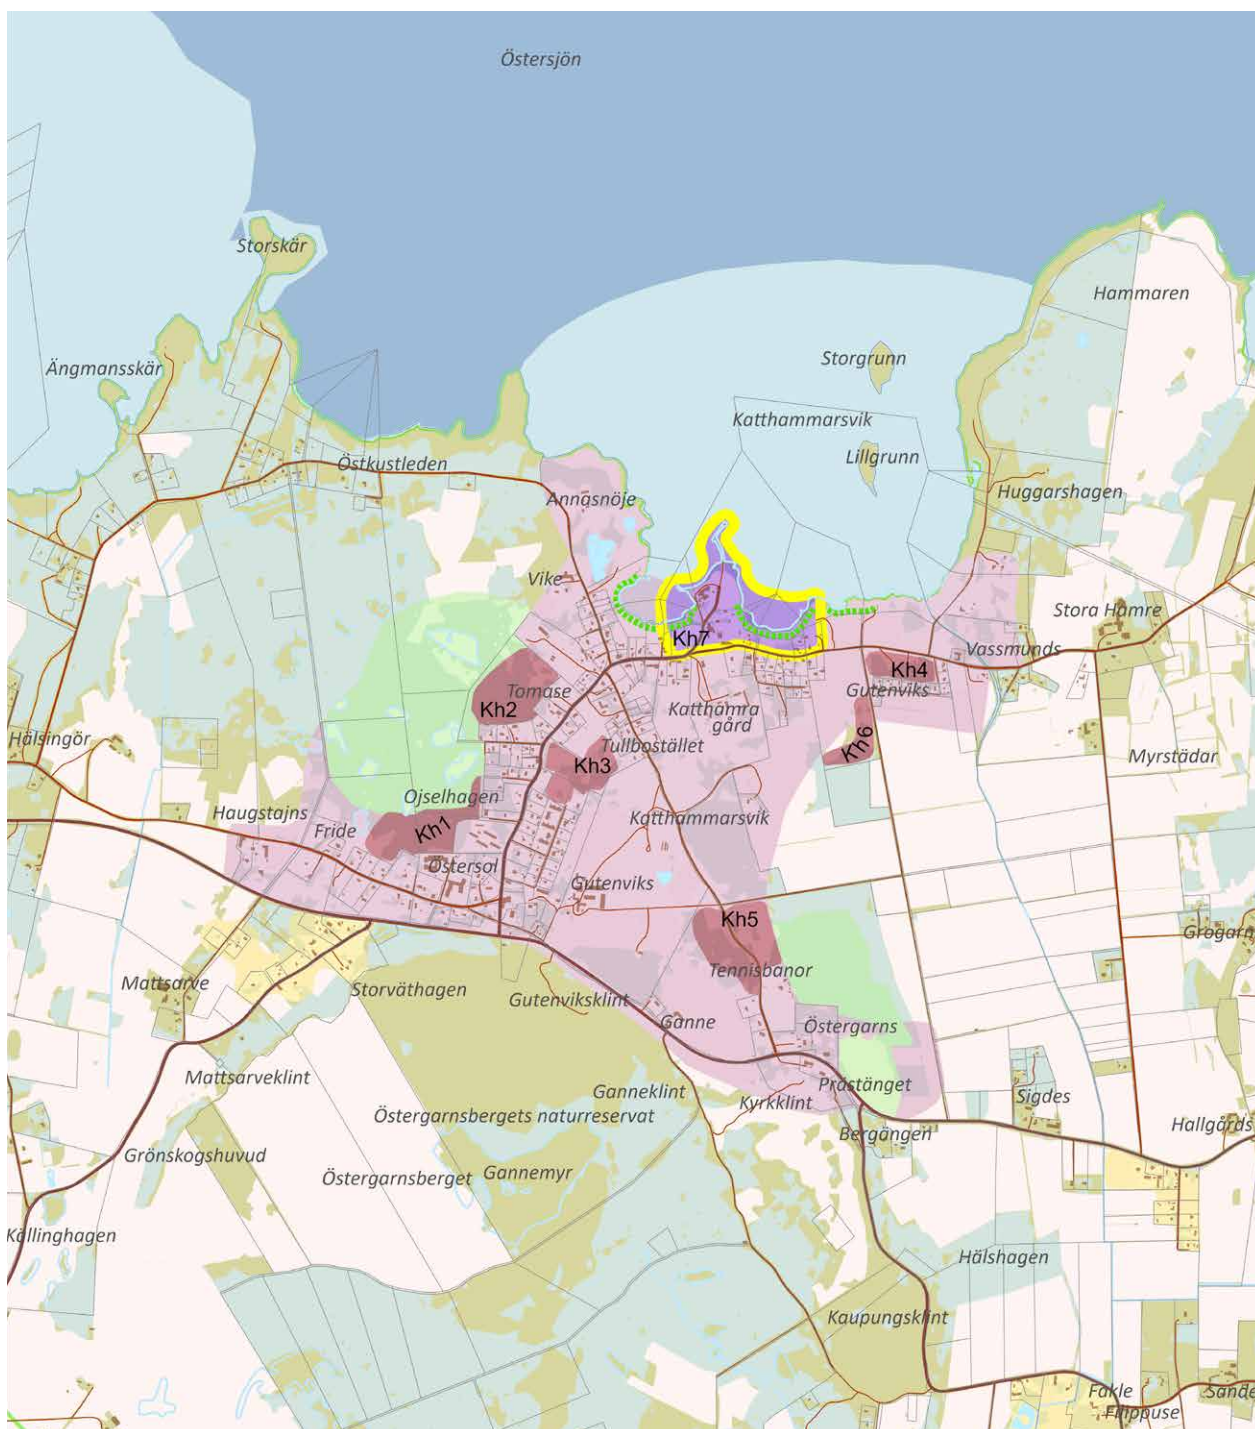 Östersjön
Storskär
Hammaren
Ängmansskär
Storgrunn
Katthammarsvik
Lillgrunn
Östkustleden
Huggarshagen
Annasnöje
Vike
Stora Hamre
Kh7
Vassmunds
Kh4
Tomase
Gutenviks
Kh2
Katthamra
gård
Hälsingör
Tullbostället
Kh6
Kh3
Myrstädar
Ojselhagen
Haugstajns
Fride
Kh1
Katthammarsvik
Östersol
Gutenviks
Kh5
Grogarn
Mattsarve
Storväthagen
Tennisbanor
Gutenviksklint
Ganne
Östergarns
Mattsarveklint
Ganneklint
Prästänget
Kyrkklint
Sigdes
Östergarnsbergets naturreservat
Hallgårds
Bergängen
Grönskogshuvud
Östergarnsberget
Gannemyr
Källinghagen
Hälshagen
Kaupungsklint
Fakle
Sande
Filippuse